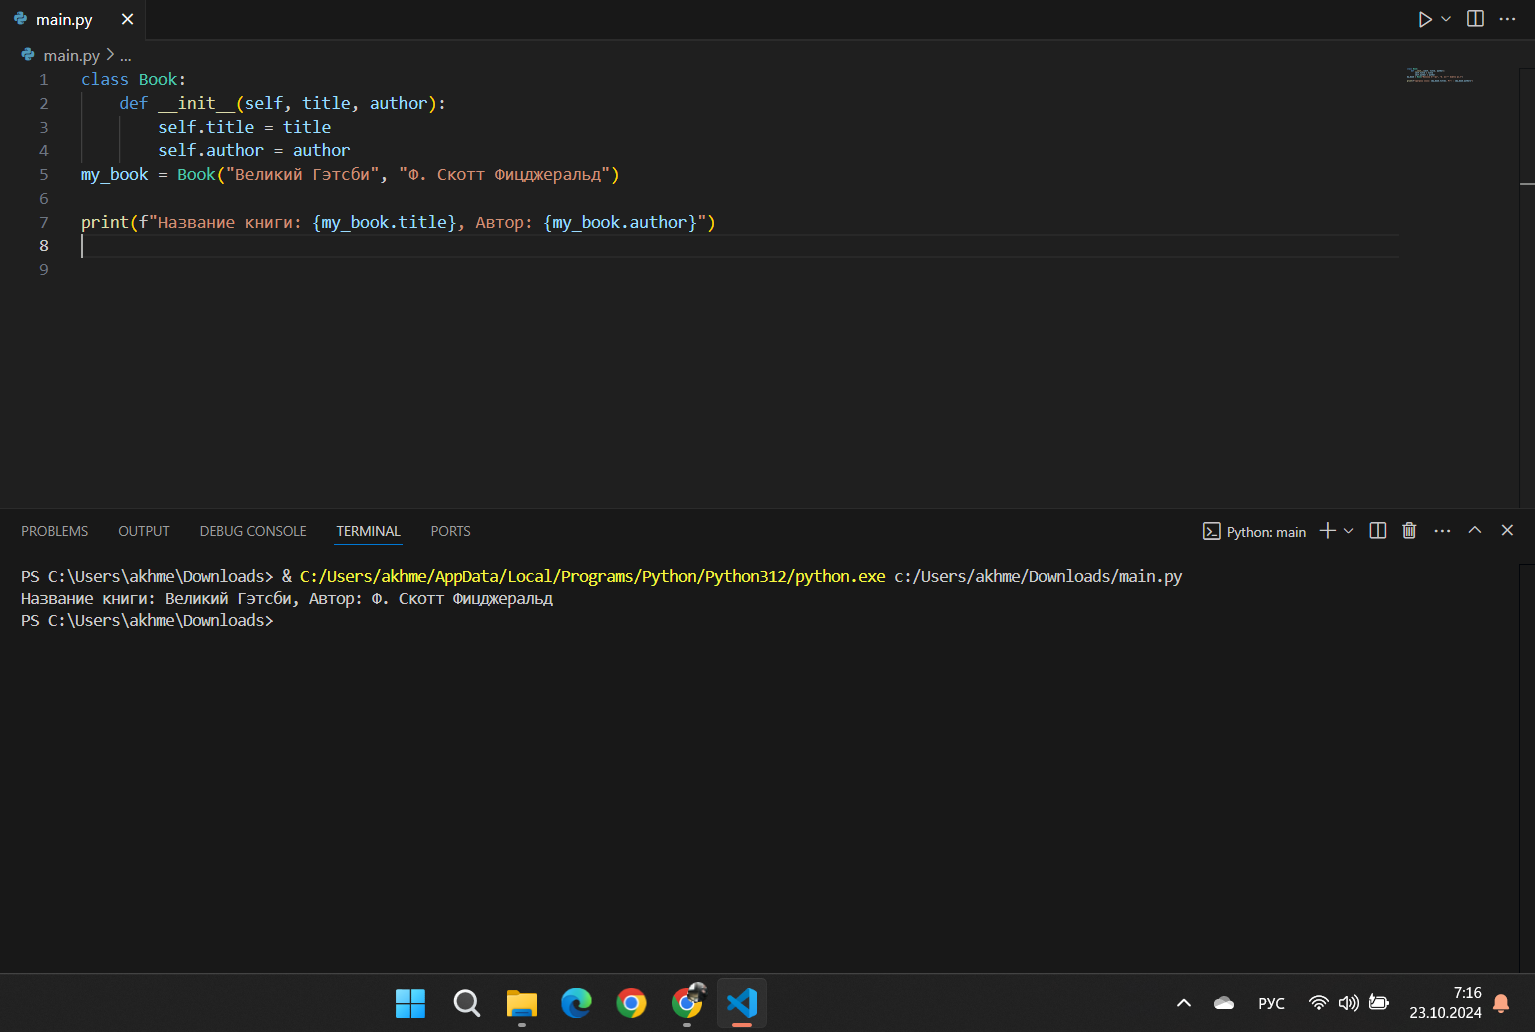 main.py
main.py > ...
1 class Book:
2     def __init__(self, title, author):
3         self.title = title
4         self.author = author
5 my_book = Book("Великий Гэтсби", "Ф. Скотт Фицджеральд")
6
7 print(f"Название книги: {my_book.title}, Автор: {my_book.author}")
8
9
PROBLEMS OUTPUT DEBUG CONSOLE TERMINAL PORTS Python: main
PS C:\Users\akhme\Downloads> & C:/Users/akhme/AppData/Local/Programs/Python/Python312/python.exe c:/Users/akhme/Downloads/main.py
Название книги: Великий Гэтсби, Автор: Ф. Скотт Фицджеральд
PS C:\Users\akhme\Downloads>
РУС
7:16
23.10.2024